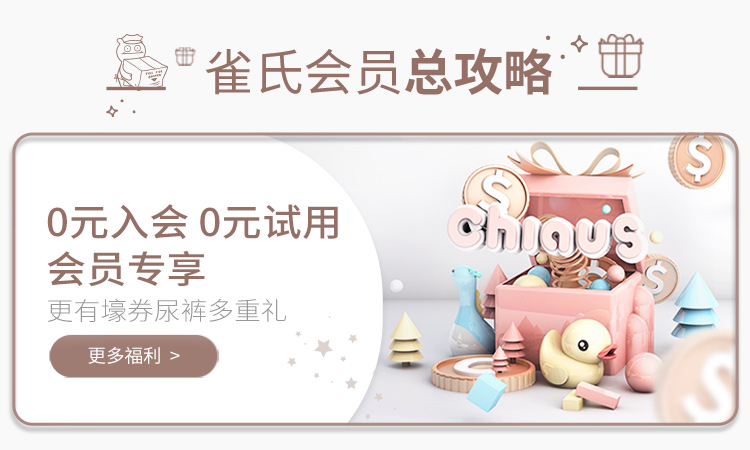 雀氏会员总攻略
0元入会 0元试用
会员专享
更有壕券尿裤多重礼
更多福利 >
Chiaus